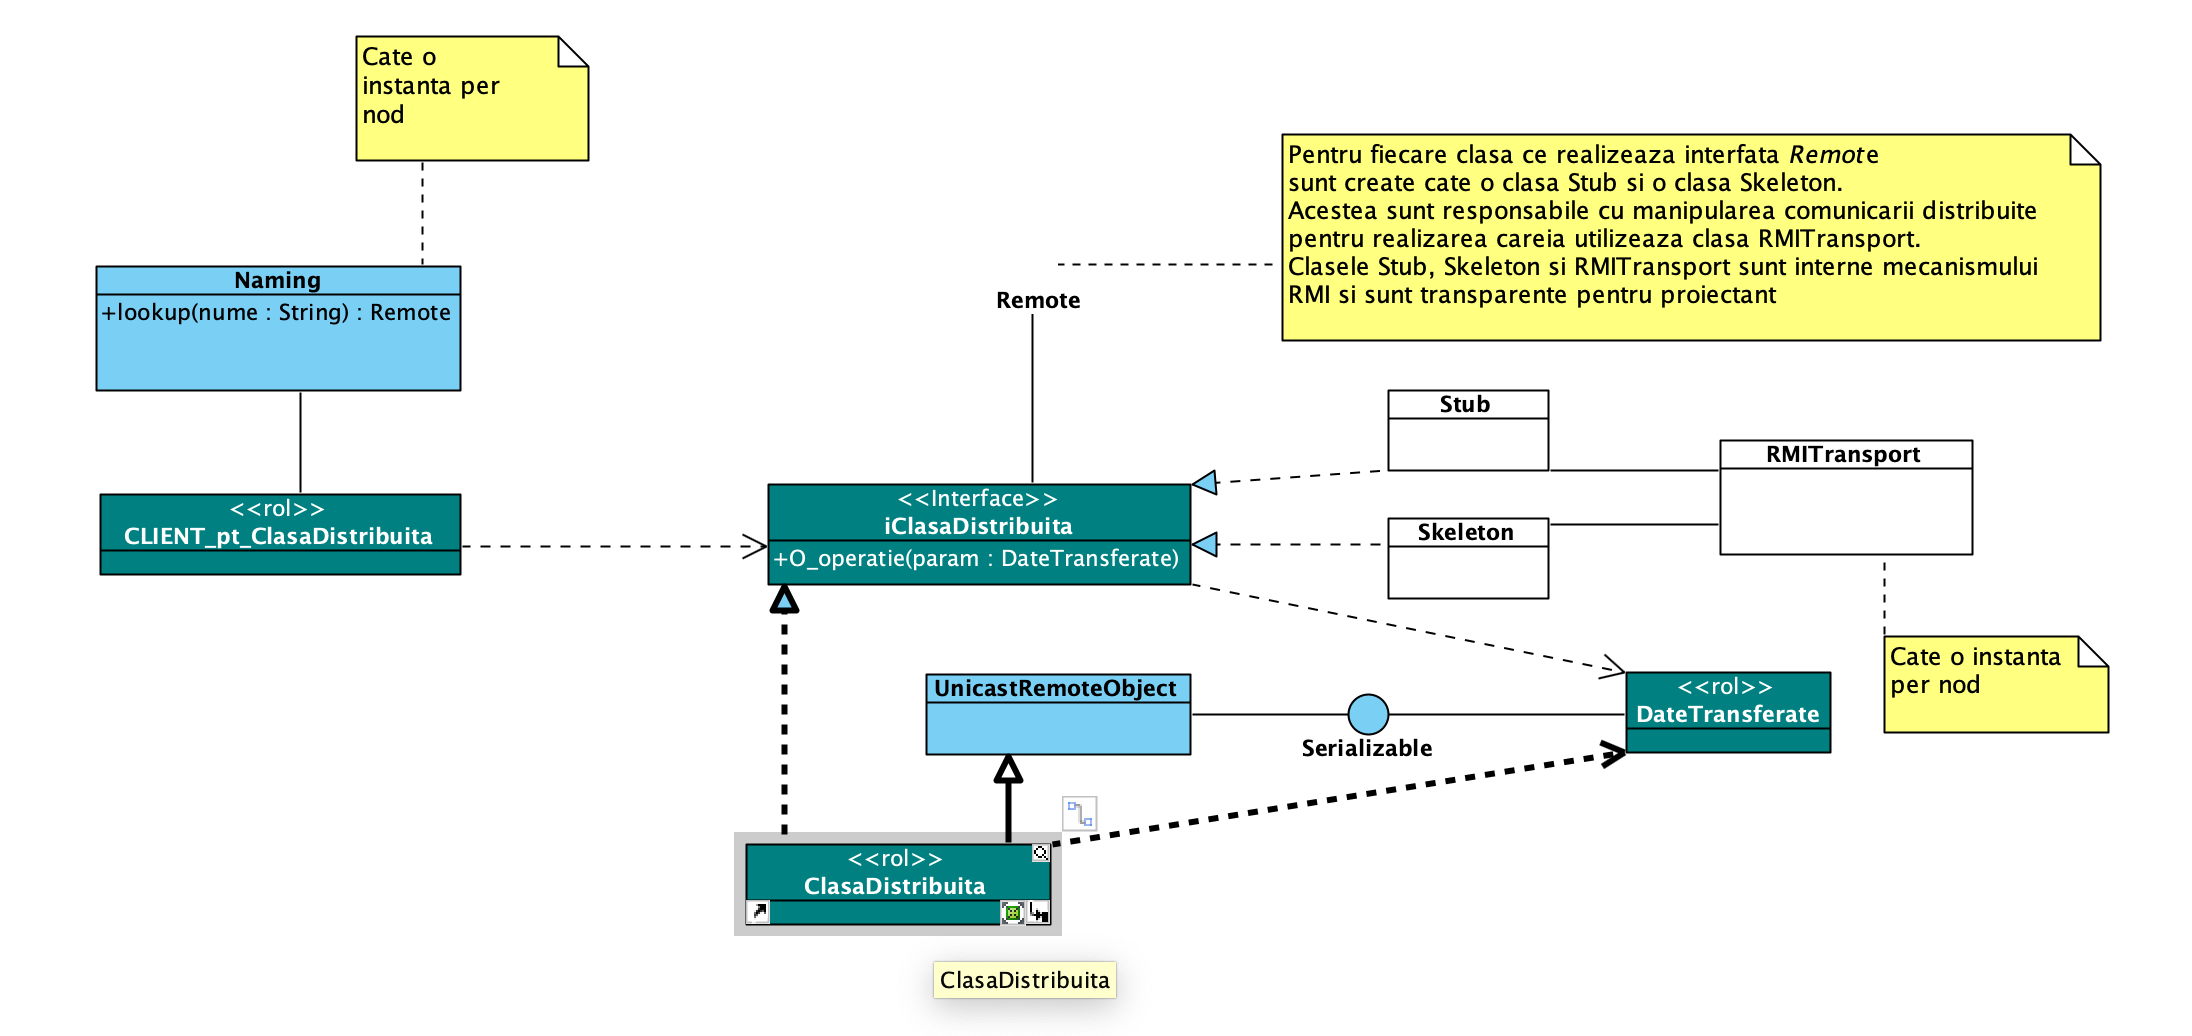 Cate o
instanta per
nod
Pentru fiecare clasa ce realizeaza interfata Remote
sunt create cate o clasa Stub si o clasa Skeleton.
Acestea sunt responsabile cu manipularea comunicarii distribuite
pentru realizarea careia utilizeaza clasa RMITransport.
Clasele Stub, Skeleton si RMITransport sunt interne mecanismului
RMI si sunt transparente pentru proiectant
Naming
+lookup(nume : String) : Remote
Remote
Stub
RMITransport
<<rol>>
CLIENT_pt_ClasaDistribuita
<<Interface>>
iClasaDistribuita
+O_operatie(param : DateTransferate)
Skeleton
Cate o instanta
per nod
UnicastRemoteObject
Serializable
<<rol>>
DateTransferate
<<rol>>
ClasaDistribuita
ClasaDistribuita